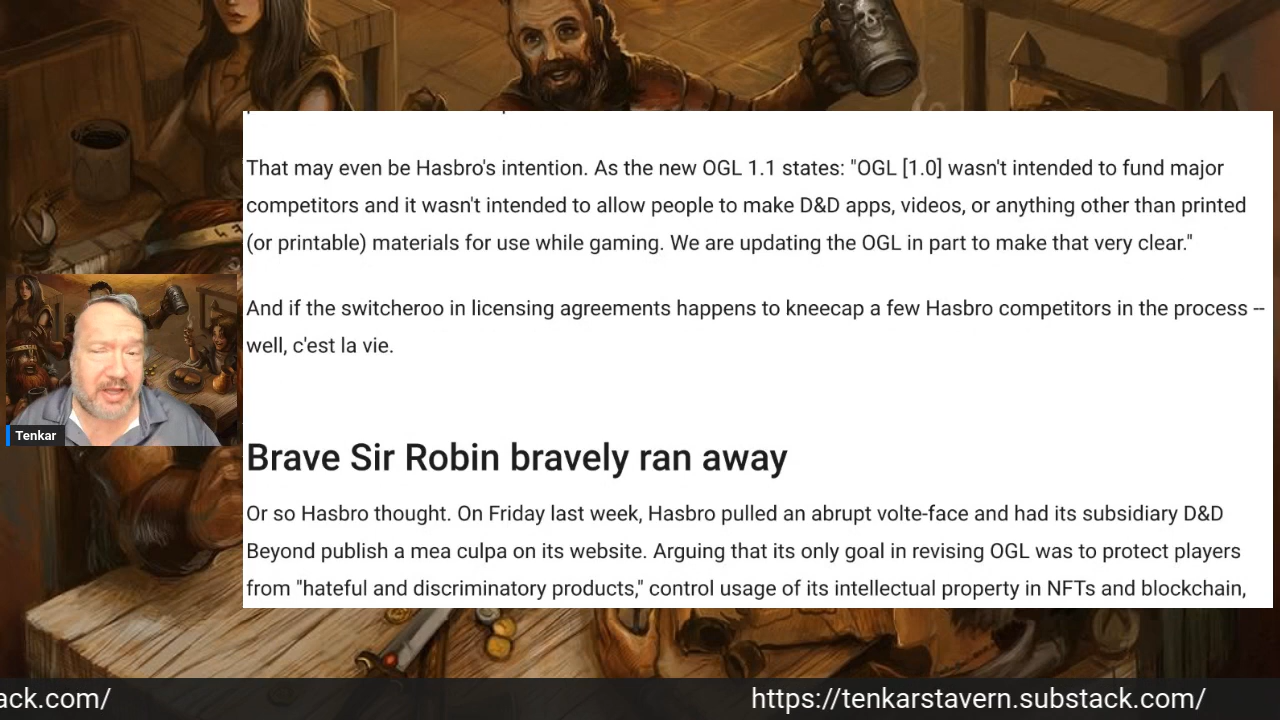 That may even be Hasbro's intention. As the new OGL 1.1 states: "OGL [1.0] wasn't intended to fund major
competitors and it wasn't intended to allow people to make D&D apps, videos, or anything other than printed
(or printable) materials for use while gaming. We are updating the OGL in part to make that very clear."
And if the switcheroo in licensing agreements happens to kneecap a few Hasbro competitors in the process --
well, c'est la vie.
Tenkar
Brave Sir Robin bravely ran away
Or so Hasbro thought. On Friday last week, Hasbro pulled an abrupt volte-face and had its subsidiary D&D
Beyond publish a mea culpa on its website. Arguing that its only goal in revising OGL was to protect players
from "hateful and discriminatory products," control usage of its intellectual property in NFTs and blockchain,
ack.com/
https://tenkarstavern.substack.com/